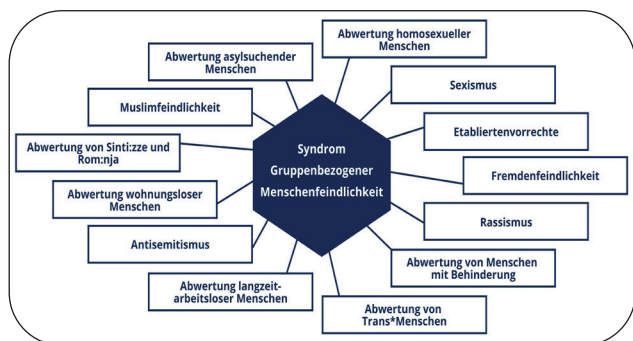 Abwertung homosexueller
Menschen
Abwertung asylsuchender
Menschen
Sexismus
Muslimfeindlichkeit
Etabliertenvorrechte
Abwertung von Sinti:zze und
Rom:nja
Syndrom
Gruppenbezogener
Menschenfeindlichkeit
Fremdenfeindlichkeit
Abwertung wohnungsloser
Menschen
Rassismus
Antisemitismus
Abwertung von Menschen
mit Behinderung
Abwertung langzeit-
arbeitsloser Menschen
Abwertung von
Trans*Menschen